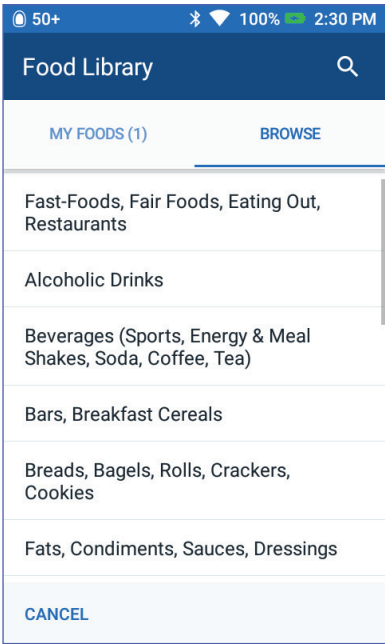 50+ 100% 2:30 PM
Food Library
MY FOODS (1) BROWSE
Fast-Foods, Fair Foods, Eating Out,
Restaurants
Alcoholic Drinks
Beverages (Sports, Energy & Meal
Shakes, Soda, Coffee, Tea)
Bars, Breakfast Cereals
Breads, Bagels, Rolls, Crackers,
Cookies
Fats, Condiments, Sauces, Dressings
CANCEL